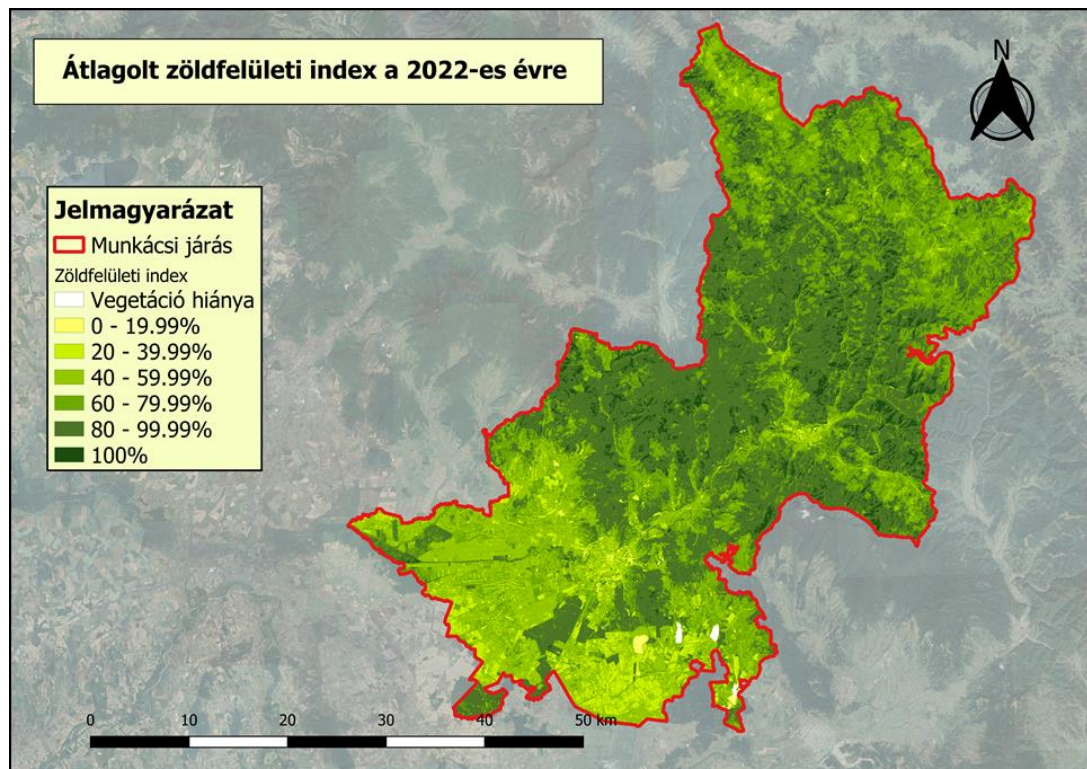 Átlagolt zöldfelületi index a 2022-es évre
N
Jelmagyarázat
Munkácsi járás
Zöldfelületi index
Vegetáció hiánya
0 - 19.99%
20 - 39.99%
40 - 59.99%
60 - 79.99%
80 - 99.99%
100%
0 10 20 30 40 50 km